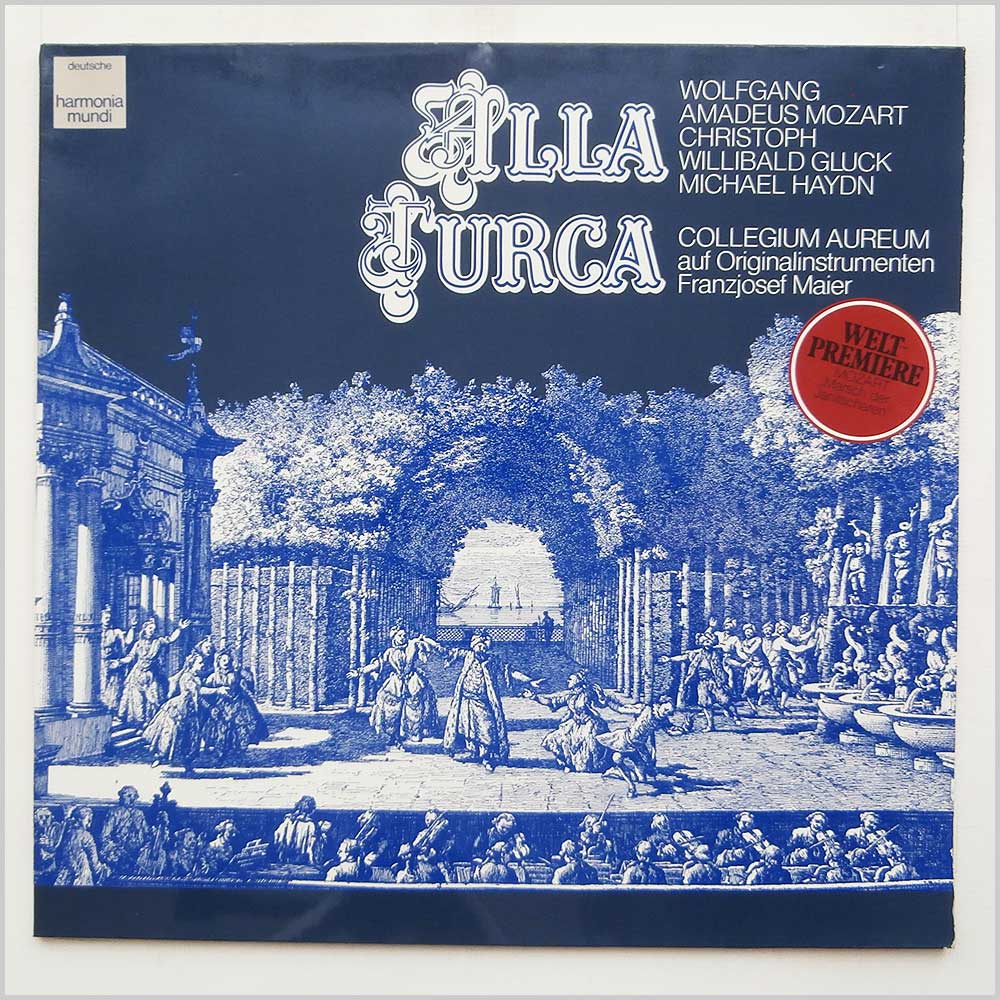 deutsche
harmonia
mundi
ALLA
TURCA
WOLFGANG
AMADEUS MOZART
CHRISTOPH
WILLIBALD GLUCK
MICHAEL HAYDN
COLLEGIUM AUREUM
auf Originalinstrumenten
Franzjosef Maier
WELT-
PREMIERE
MOZART
"Marsch der
Janitscharen"